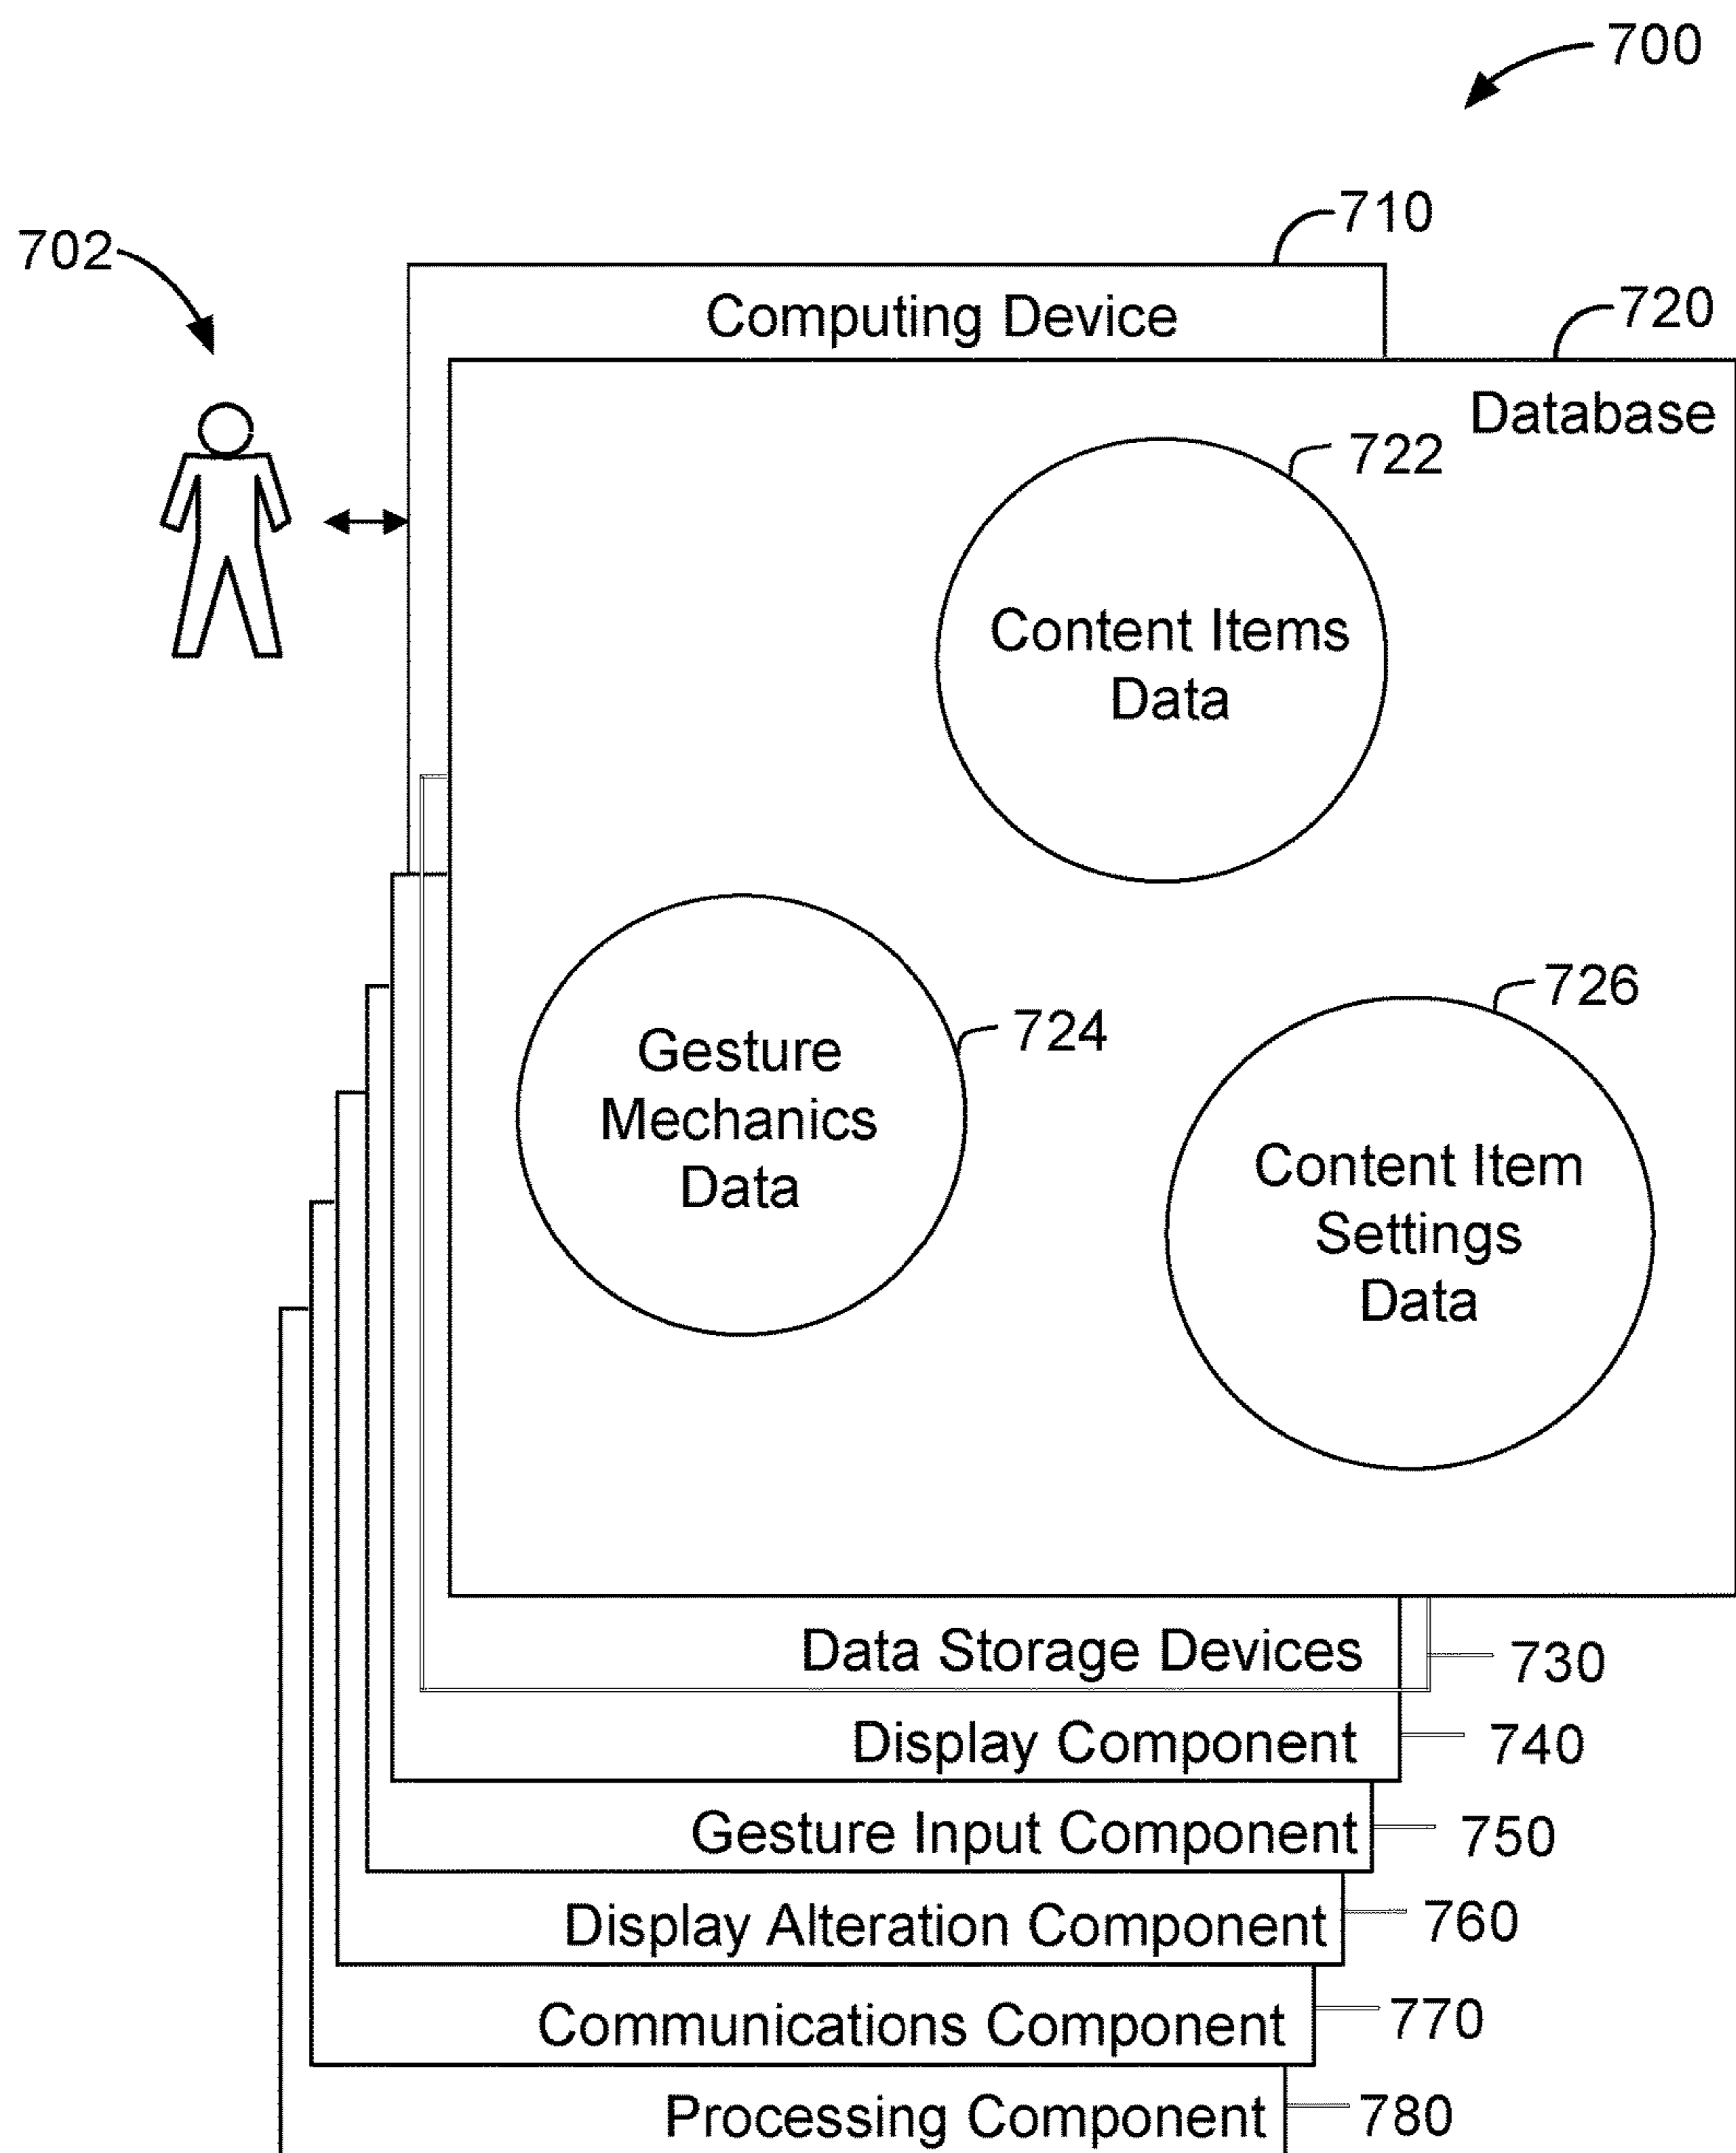 700
710
702
Computing Device
720
Database
722
Content Items
Data
726
724
Gesture
Mechanics
Data
Content Item
Settings
Data
Data Storage Devices
730
Display Component
740
Gesture Input Component
750
Display Alteration Component
760
Communications Component
770
Processing Component
780